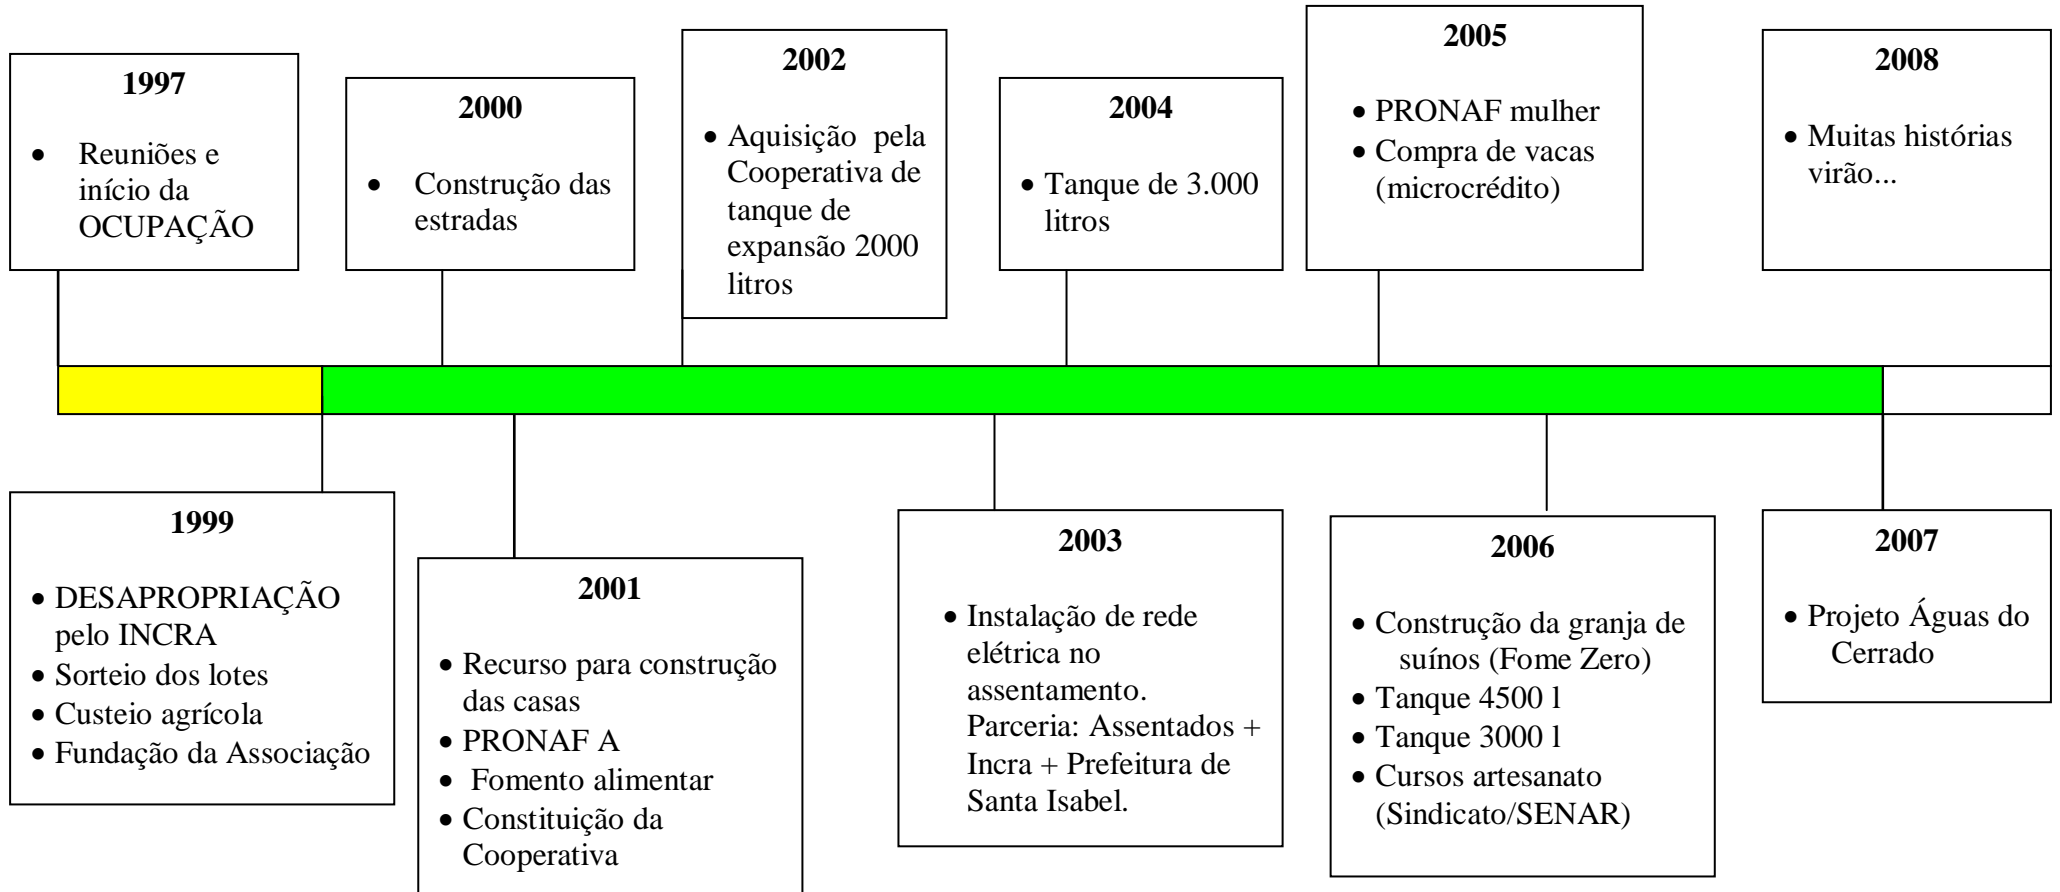 1997
• Reuniões e
início da
OCUPAÇÃO
2000
• Construção das
estradas
2002
• Aquisição pela
Cooperativa de
tanque de
expansão 2000
litros
2004
• Tanque de 3.000
litros
2005
• PRONAF mulher
• Compra de vacas
(microcrédito)
2008
• Muitas histórias
virão...
1999
• DESAPROPRIAÇÃO
pelo INCRA
• Sorteio dos lotes
• Custeio agrícola
• Fundação da Associação
2001
• Recurso para construção
das casas
• PRONAF A
• Fomento alimentar
• Constituição da
Cooperativa
2003
• Instalação de rede
elétrica no
assentamento.
Parceria: Assentados +
Incra + Prefeitura de
Santa Isabel.
2006
• Construção da granja de
suínos (Fome Zero)
• Tanque 4500 l
• Tanque 3000 l
• Cursos artesanato
(Sindicato/SENAR)
2007
• Projeto Águas do
Cerrado